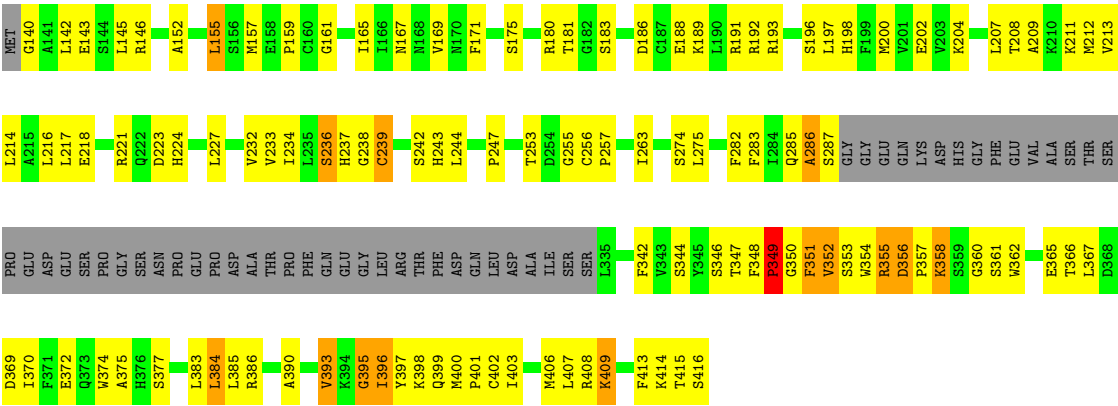 MET G140 A141 L142 E143 S144 L145 R146 A152 L155 S156 M157 E158 P159 C160 G161 I165 I166 N167 N168 V169 N170 F171 S175 R180 T181 G182 S183 D186 C187 E188 K189 L190 R191 R192 R193 S196 L197 H198 F199 M200 V201 E202 V203 K204 L207 T208 A209 K210 K211 M212 V213
L214 A215 L216 L217 E218 R221 Q222 D223 H224 L227 V232 V233 I234 L235 S236 H237 G238 C239 S242 H243 L244 P247 T253 D254 G255 C256 P257 I263 S274 L275 F282 F283 I284 Q285 A286 S287 GLY GLY GLU GLN LYS ASP HIS GLY PHE GLU VAL ALA SER THR SER
PRO GLU ASP GLU SER PRO GLY SER ASN PRO GLU PRO ASP ALA THR PRO PHE GLN GLU GLY LEU ARG THR PHE ASP GLN LEU ASP ALA ILE SER SER L335 F342 V343 S344 Y345 S346 T347 F348 P349 G350 F351 V352 S353 W354 R355 D356 P357 K358 S359 G360 S361 W362 E365 T366 L367 D368
D369 I370 F371 E372 Q373 W374 A375 H376 S377 L383 L384 L385 R386 A390 V393 K394 G395 I396 Y397 K398 Q399 M400 P401 C402 I403 M406 L407 R408 K409 F413 K414 T415 S416